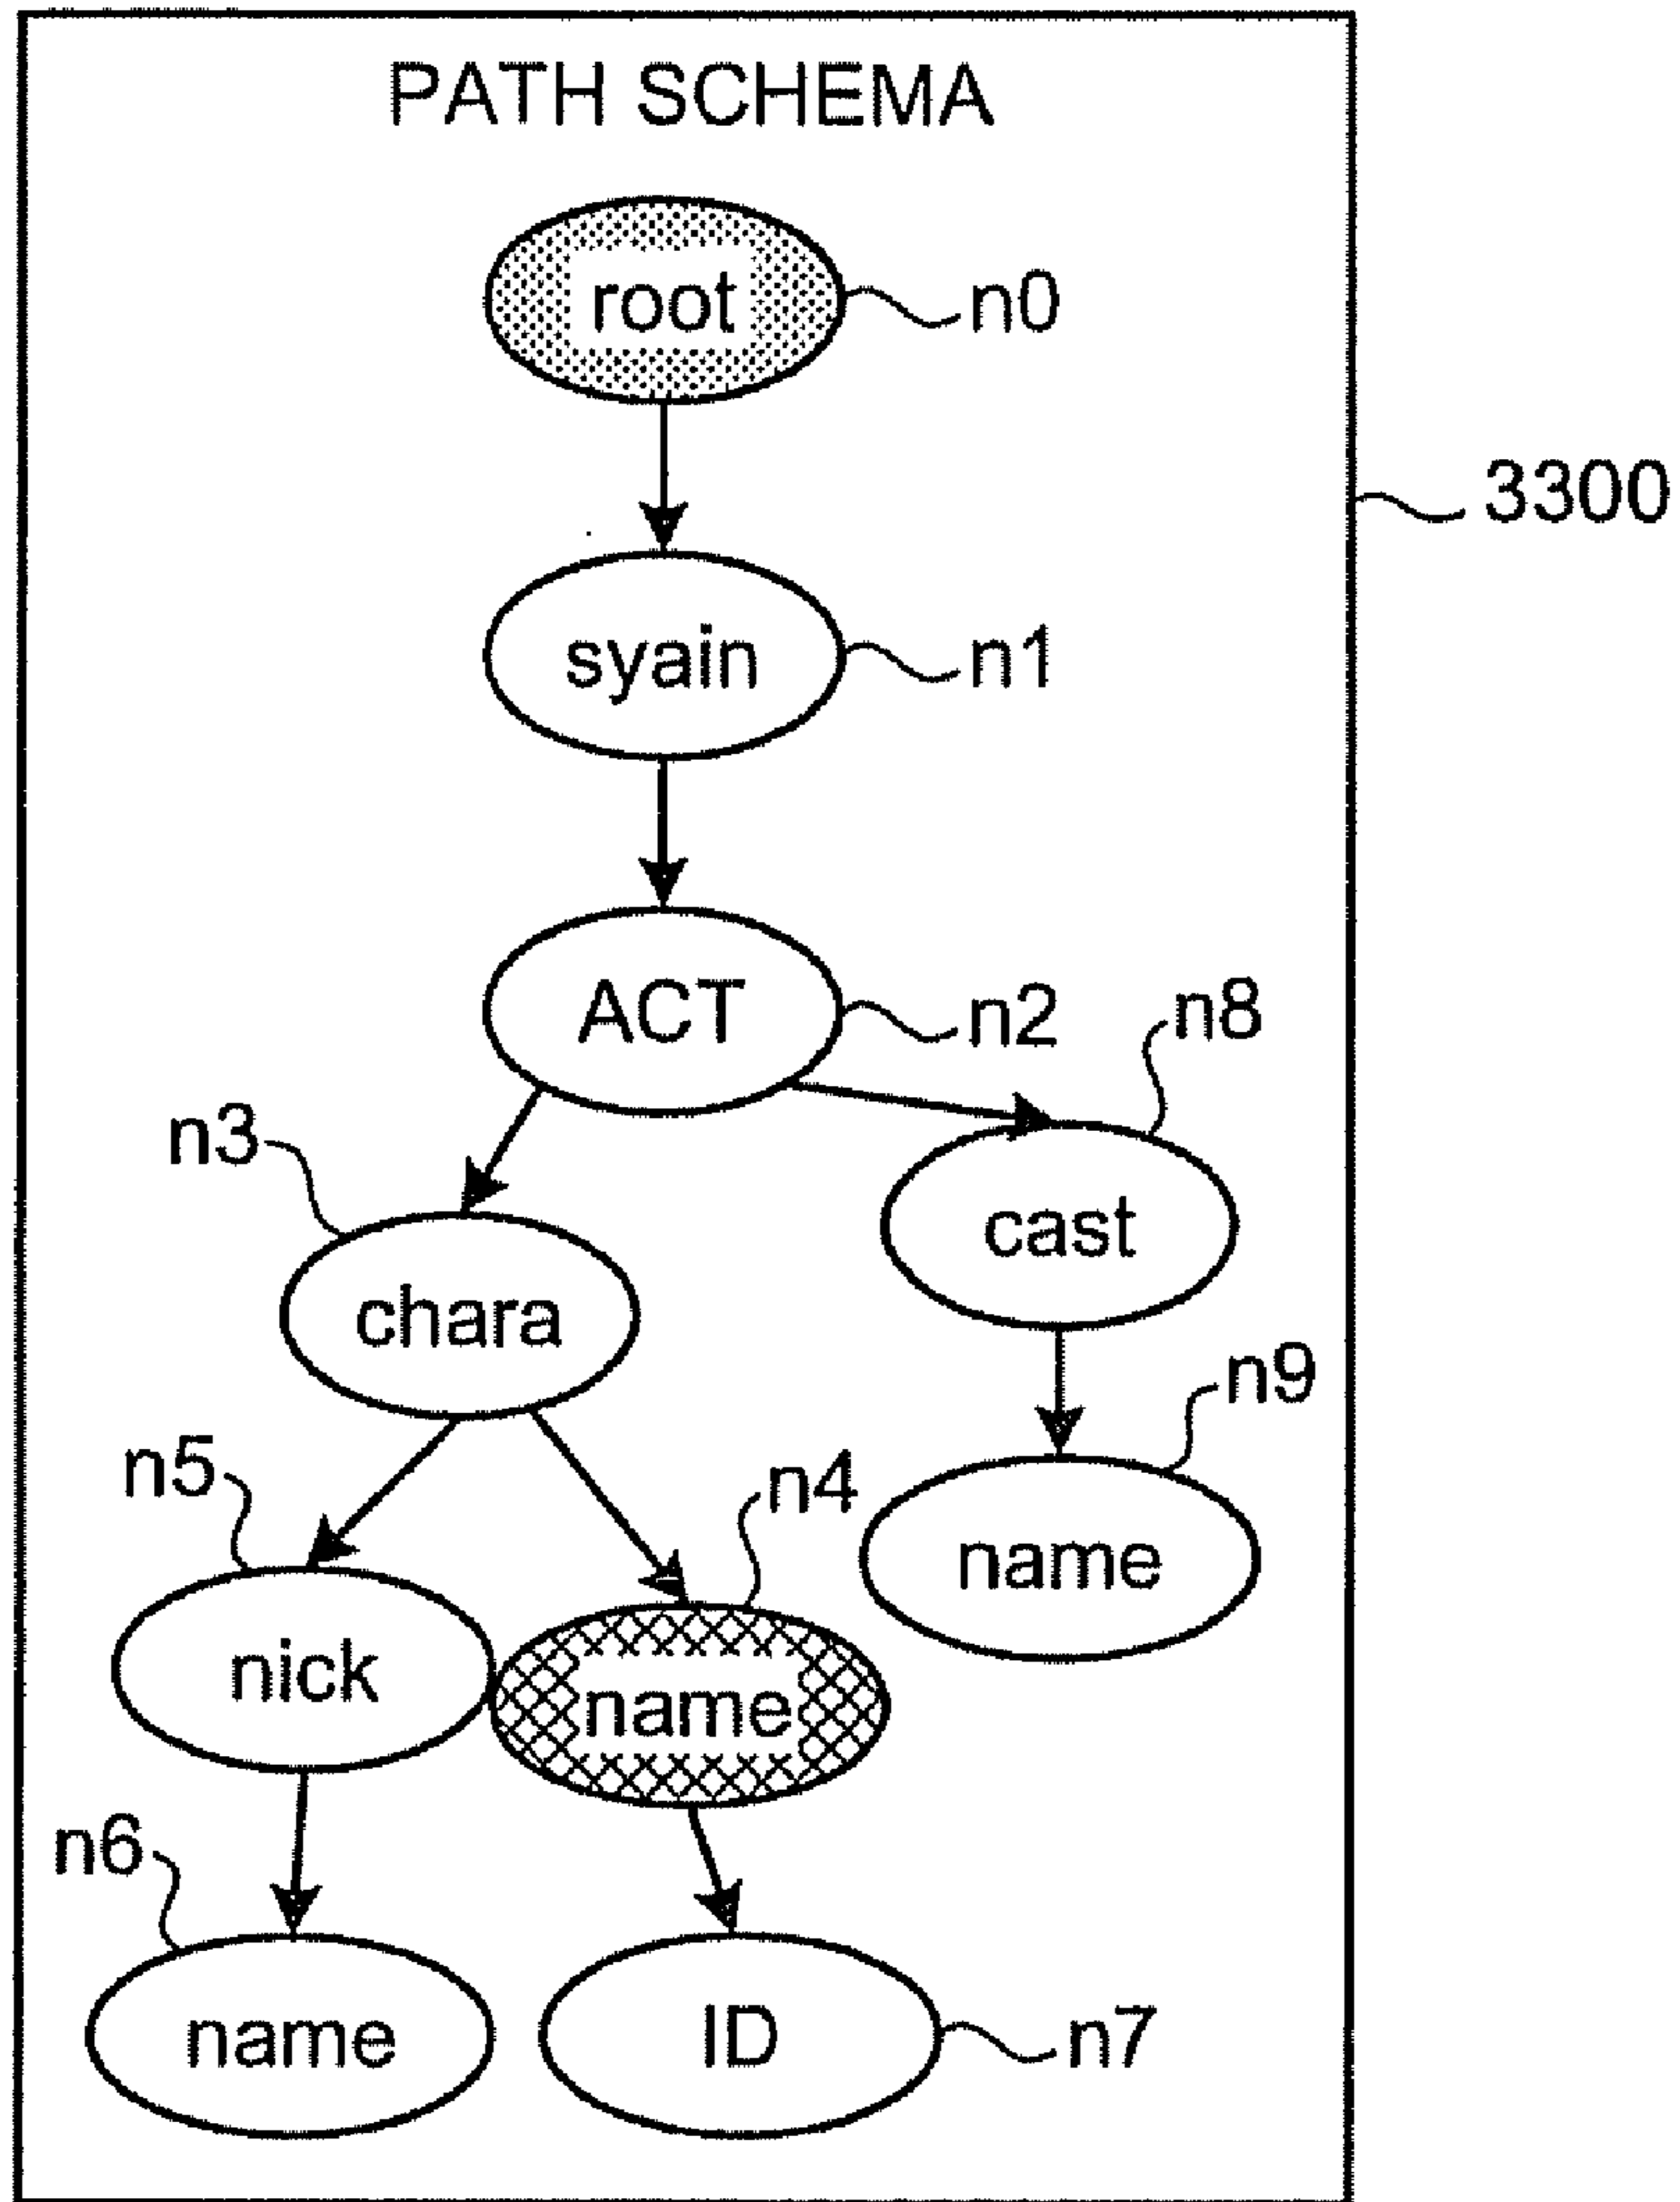 PATH SCHEMA
root n0
3300
syain n1
ACT n2 n8
n3
cast
chara
n9
n5 n4
name
nick
name
n6
name ID n7